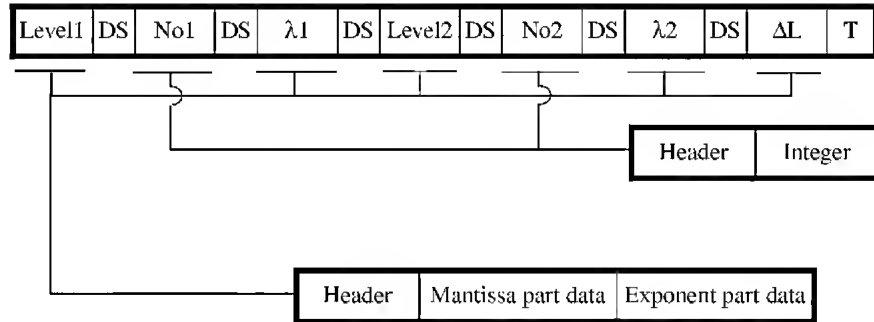 Level1 DS No1 DS λ1 DS Level2 DS No2 DS λ2 DS ΔL T
Header Integer
Header Mantissa part data Exponent part data